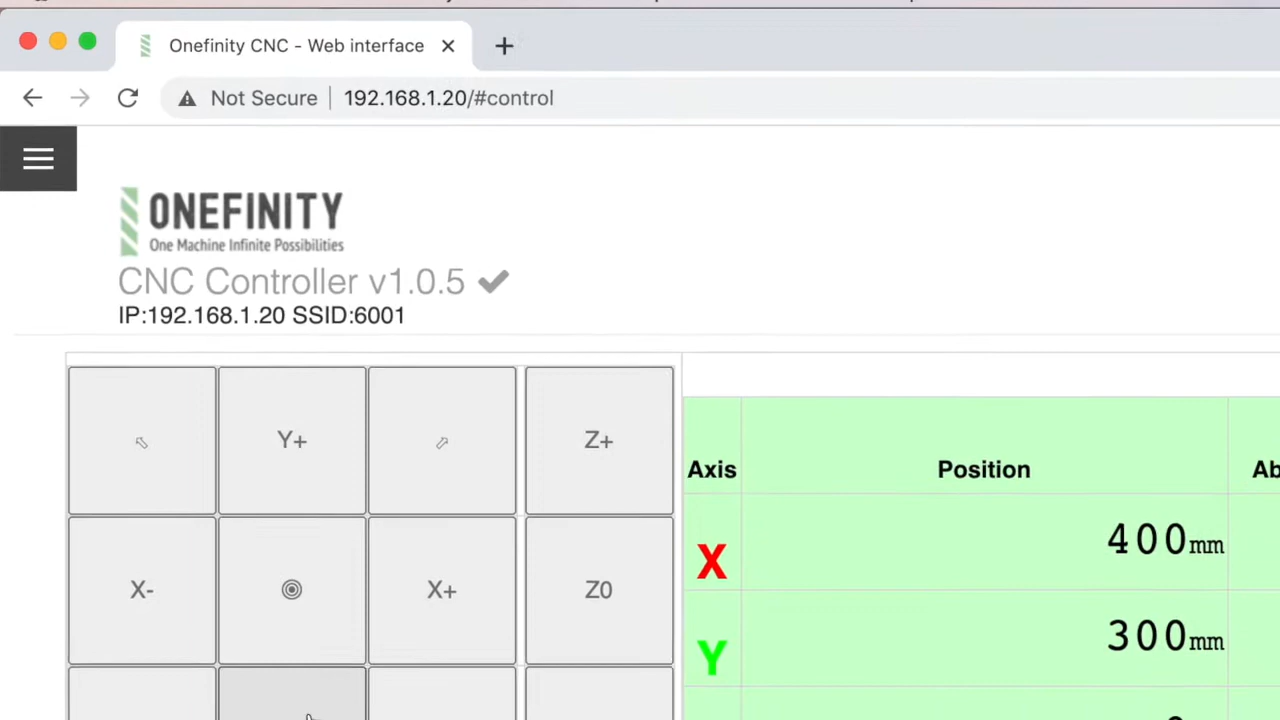 Onefinity CNC - Web interface
Not Secure 192.168.1.20/#control
ONEFINITY
One Machine Infinite Possibilities
CNC Controller v1.0.5
IP:192.168.1.20 SSID:6001
Y+ Z+
X- X+ Z0
Axis Position
X 400mm
Y 300mm